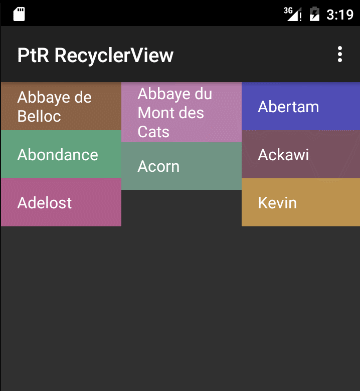 3G 3:19
PtR RecyclerView
Abbaye de
Belloc
Abbaye du
Mont des
Cats
Abertam
Abondance
Acorn
Ackawi
Adelost
Kevin